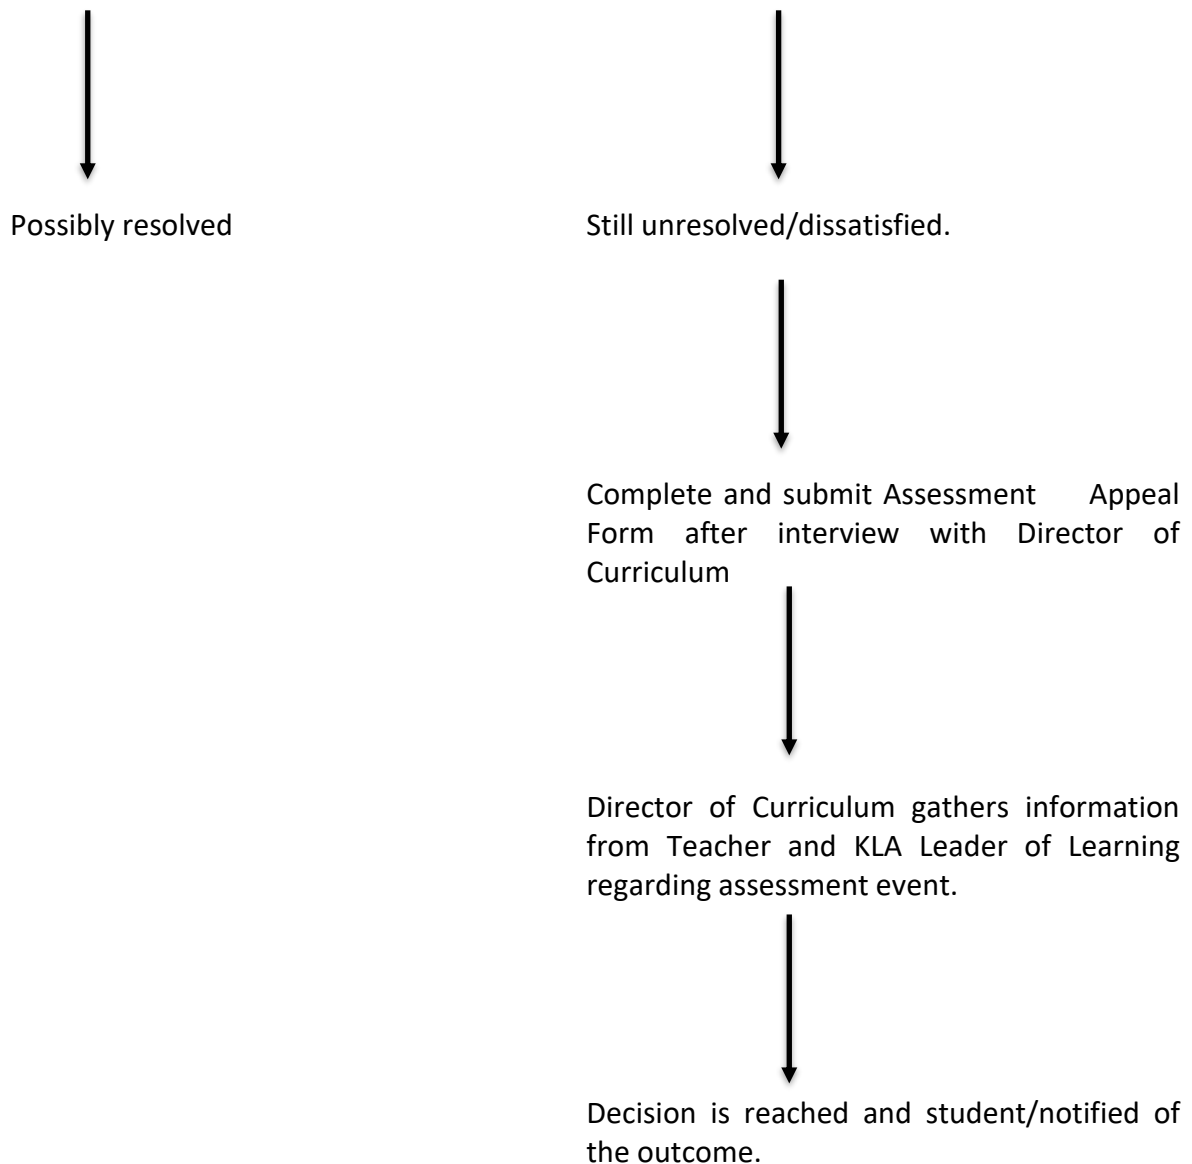 Possibly resolved
Still unresolved/dissatisfied.
Complete and submit Assessment Appeal
Form after interview with Director of
Curriculum
Director of Curriculum gathers information
from Teacher and KLA Leader of Learning
regarding assessment event.
Decision is reached and student/notified of
the outcome.